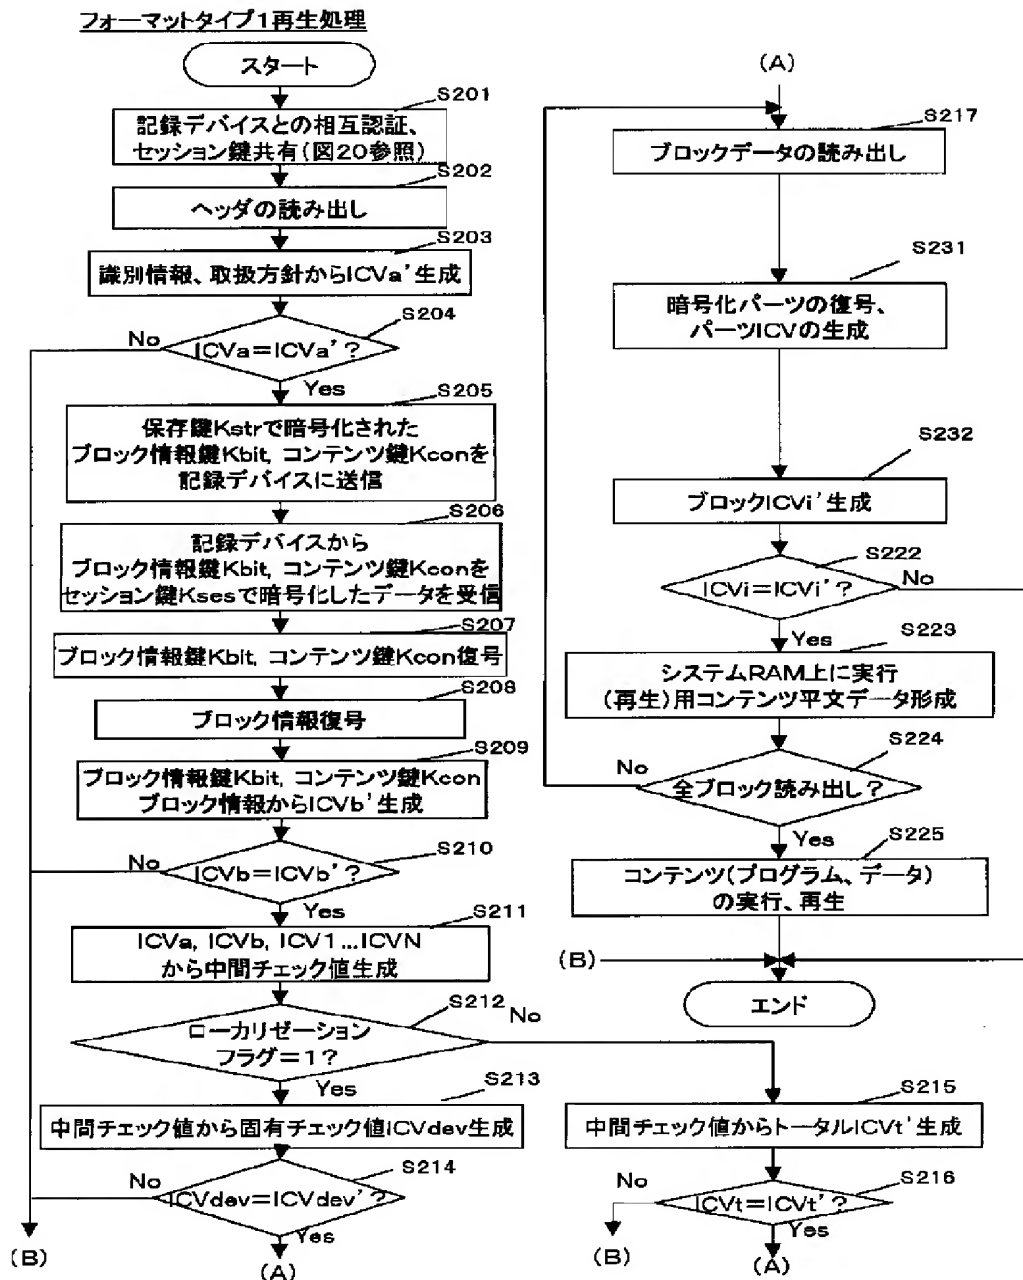 フォーマットタイプ1再生処理
スタート
S201
記録デバイスとの相互認証、
セッション鍵共有(図20参照)
S202
ヘッダの読み出し
S203
識別情報、取扱方針からICVa'生成
S204
No
ICVa=ICVa'?
Yes
S205
保存鍵Kstrで暗号化された
ブロック情報鍵Kbit, コンテンツ鍵Kconを
記録デバイスに送信
S206
記録デバイスから
ブロック情報鍵Kbit, コンテンツ鍵Kconを
セッション鍵Ksesで暗号化したデータを受信
S207
ブロック情報鍵Kbit, コンテンツ鍵Kcon復号
S208
ブロック情報復号
S209
ブロック情報鍵Kbit, コンテンツ鍵Kcon
ブロック情報からICVb'生成
S210
No
ICVb=ICVb'?
Yes
S211
ICVa, ICVb, ICV1...ICVN
から中間チェック値生成
S212
No
ローカリゼーション
フラグ=1?
Yes
S213
中間チェック値から固有チェック値ICVdev生成
S214
No
ICVdev=ICVdev'?
Yes
(B)
(A)
(A)
S217
ブロックデータの読み出し
S231
暗号化パーツの復号、
パーツICVの生成
S232
ブロックICVi'生成
S222
ICVi=ICVi'?
No
Yes
S223
システムRAM上に実行
(再生)用コンテンツ平文データ形成
S224
No
全ブロック読み出し?
Yes
S225
コンテンツ(プログラム、データ)
の実行、再生
(B)
エンド
S215
中間チェック値からトータルICVt'生成
S216
No
ICVt=ICVt'?
Yes
(B)
(A)